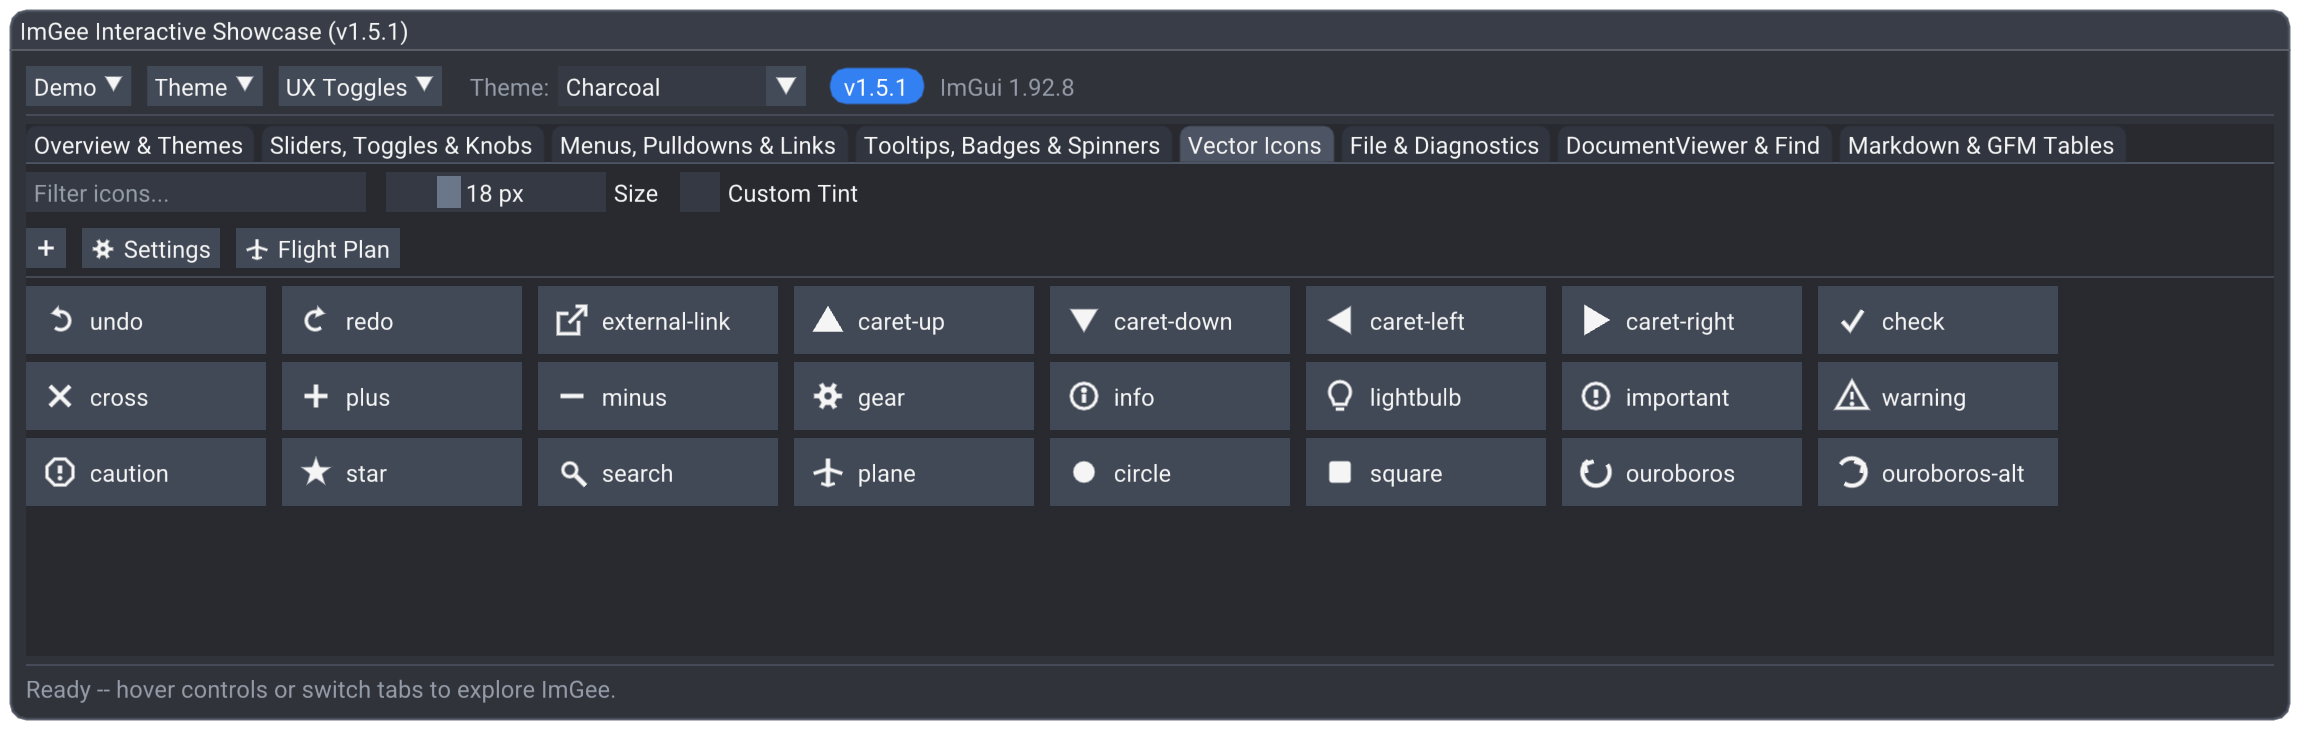 ImGee Interactive Showcase (v1.5.1)
Demo Theme UX Toggles Theme: Charcoal v1.5.1 ImGui 1.92.8
Overview & Themes Sliders, Toggles & Knobs Menus, Pulldowns & Links Tooltips, Badges & Spinners Vector Icons File & Diagnostics DocumentViewer & Find Markdown & GFM Tables
Filter icons... 18 px Size Custom Tint
+ Settings Flight Plan
undo redo external-link caret-up caret-down caret-left caret-right check
cross plus minus gear info lightbulb important warning
caution star search plane circle square ouroboros ouroboros-alt
Ready -- hover controls or switch tabs to explore ImGee.